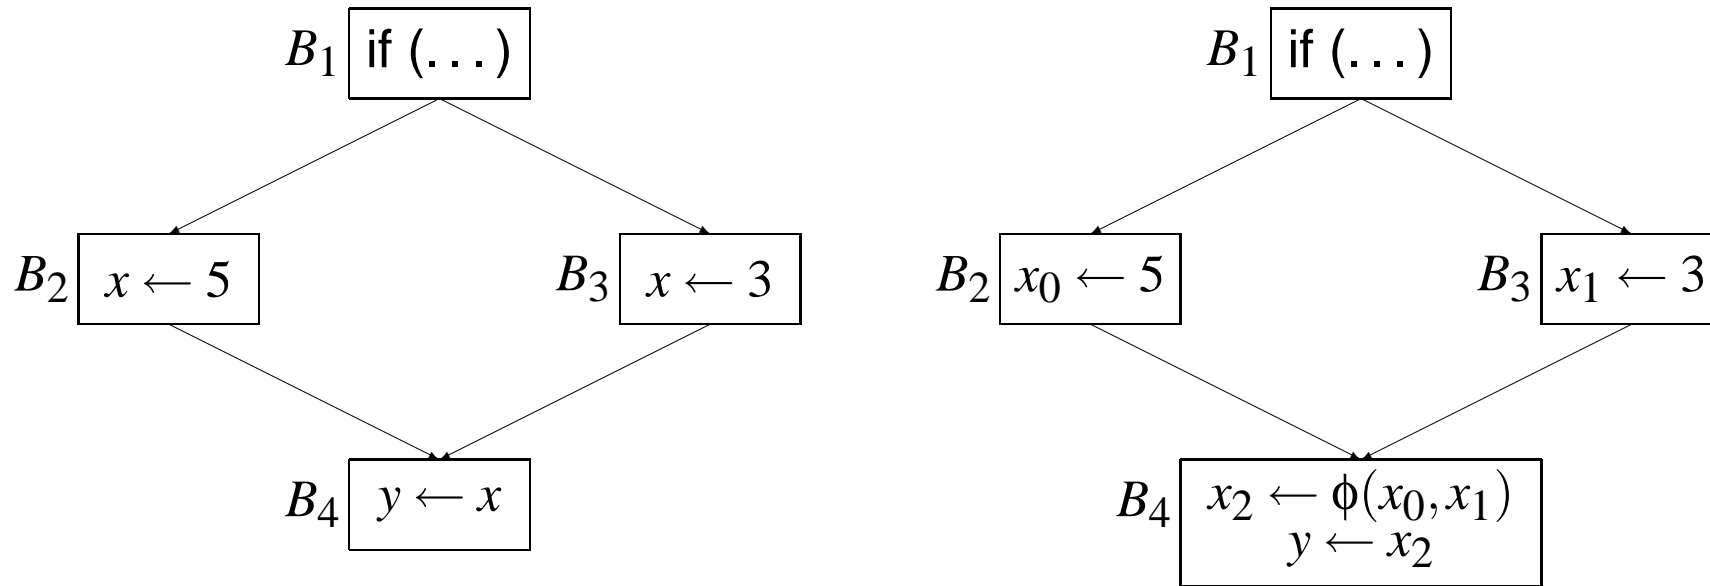 B₁ if (...)
B₂ x ← 5
B₃ x ← 3
B₄ y ← x
B₁ if (...)
B₂ x₀ ← 5
B₃ x₁ ← 3
B₄ x₂ ← ϕ(x₀,x₁)
y ← x₂